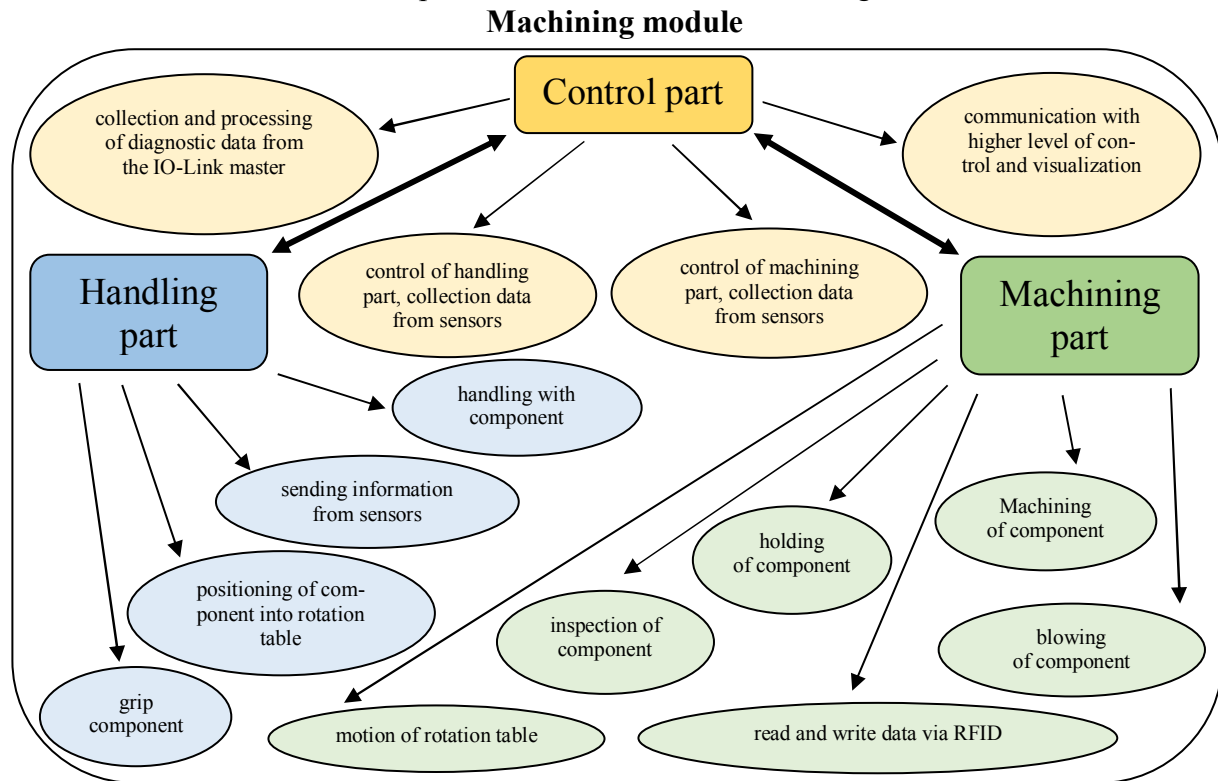 Machining module
Control part
collection and processing
of diagnostic data from
the IO-Link master
communication with
higher level of con-
trol and visualization
Handling
part
control of handling
part, collection data
from sensors
control of machining
part, collection data
from sensors
Machining
part
handling with
component
sending information
from sensors
Machining
of component
holding
of component
positioning of com-
ponent into rotation
table
inspection of
component
blowing
of component
grip
component
motion of rotation table
read and write data via RFID